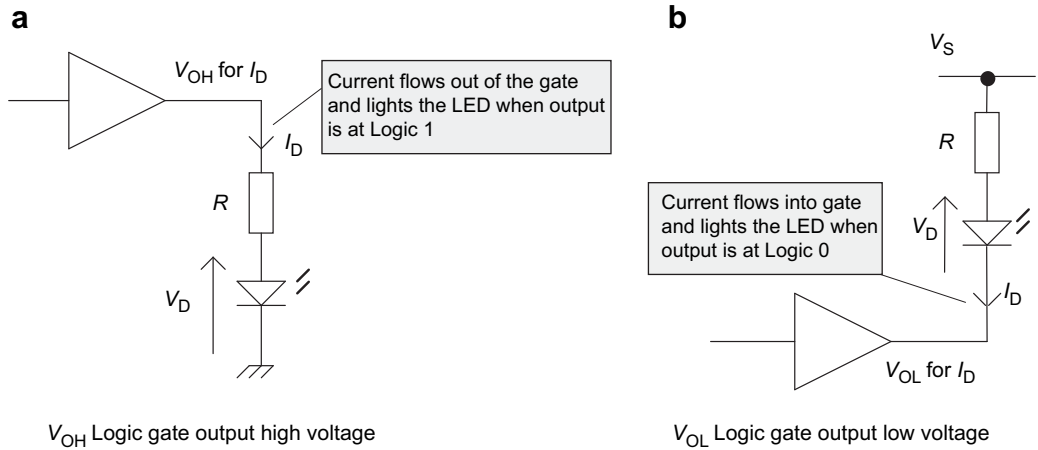 a
V_OH for I_D
Current flows out of the gate
and lights the LED when output
is at Logic 1
I_D
R
V_D
V_OH Logic gate output high voltage
b
V_S
R
Current flows into gate
and lights the LED when
output is at Logic 0
V_D
I_D
V_OL for I_D
V_OL Logic gate output low voltage